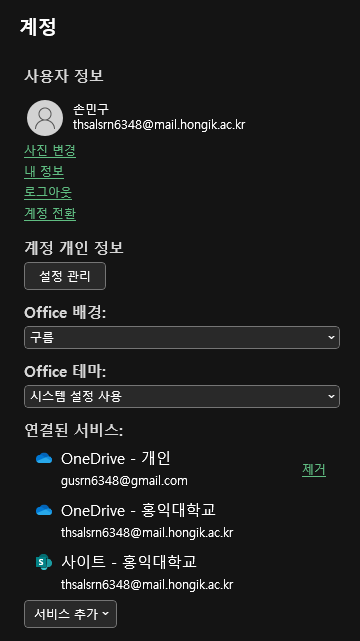 계정
사용자 정보
손민구
thsalsrn6348@mail.hongik.ac.kr
사진 변경
내 정보
로그아웃
계정 전환
계정 개인 정보
설정 관리
Office 배경:
구름
Office 테마:
시스템 설정 사용
연결된 서비스:
OneDrive - 개인
gusrn6348@gmail.com
제거
OneDrive - 홍익대학교
thsalsrn6348@mail.hongik.ac.kr
사이트 - 홍익대학교
thsalsrn6348@mail.hongik.ac.kr
서비스 추가